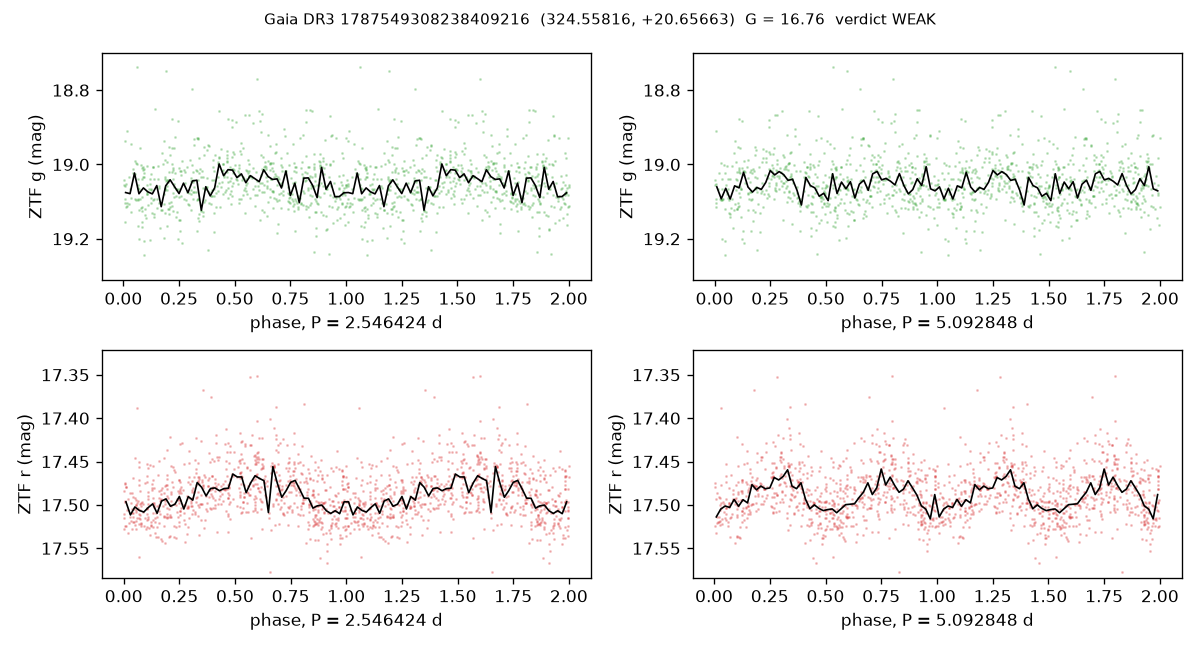 Gaia DR3 1787549308238409216 (324.55816, +20.65663) G = 16.76 verdict WEAK
ZTF g (mag)
18.8
19.0
19.2
0.00 0.25 0.50 0.75 1.00 1.25 1.50 1.75 2.00
phase, P = 2.546424 d
ZTF g (mag)
18.8
19.0
19.2
0.00 0.25 0.50 0.75 1.00 1.25 1.50 1.75 2.00
phase, P = 5.092848 d
ZTF r (mag)
17.35
17.40
17.45
17.50
17.55
0.00 0.25 0.50 0.75 1.00 1.25 1.50 1.75 2.00
phase, P = 2.546424 d
ZTF r (mag)
17.35
17.40
17.45
17.50
17.55
0.00 0.25 0.50 0.75 1.00 1.25 1.50 1.75 2.00
phase, P = 5.092848 d